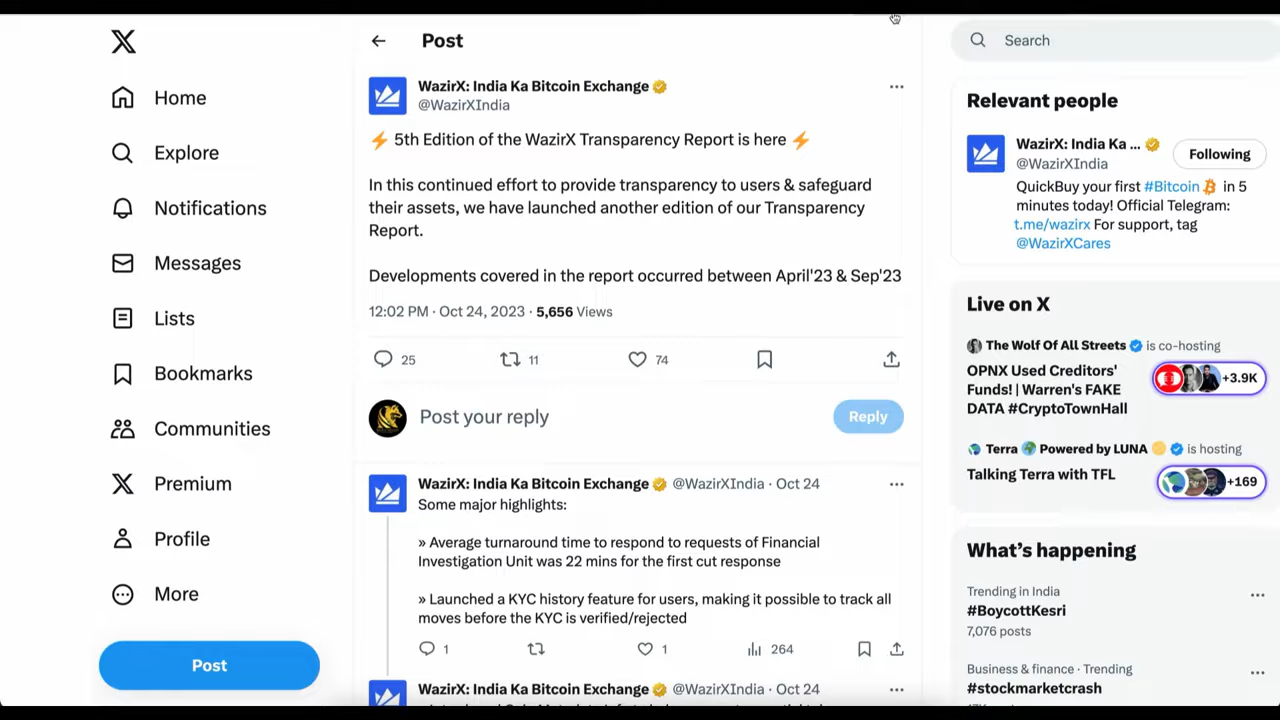 Home
Explore
Notifications
Messages
Lists
Bookmarks
Communities
Premium
Profile
More
Post
Post
WazirX: India Ka Bitcoin Exchange
@WazirXIndia
⚡ 5th Edition of the WazirX Transparency Report is here ⚡
In this continued effort to provide transparency to users & safeguard
their assets, we have launched another edition of our Transparency
Report.
Developments covered in the report occurred between April'23 & Sep'23
12:02 PM · Oct 24, 2023 · 5,656 Views
25 11 74
Post your reply
Reply
WazirX: India Ka Bitcoin Exchange @WazirXIndia · Oct 24
Some major highlights:
» Average turnaround time to respond to requests of Financial
Investigation Unit was 22 mins for the first cut response
» Launched a KYC history feature for users, making it possible to track all
moves before the KYC is verified/rejected
1 1 264
WazirX: India Ka Bitcoin Exchange @WazirXIndia · Oct 24
Search
Relevant people
WazirX: India Ka ...
Following
@WazirXIndia
QuickBuy your first #Bitcoin in 5
minutes today! Official Telegram:
t.me/wazirx For support, tag
@WazirXCares
Live on X
The Wolf Of All Streets is co-hosting
OPNX Used Creditors'
Funds! | Warren's FAKE
DATA #CryptoTownHall
+3.9K
Terra Powered by LUNA is hosting
Talking Terra with TFL
+169
What's happening
Trending in India
#BoycottKesri
7,076 posts
Business & finance · Trending
#stockmarketcrash